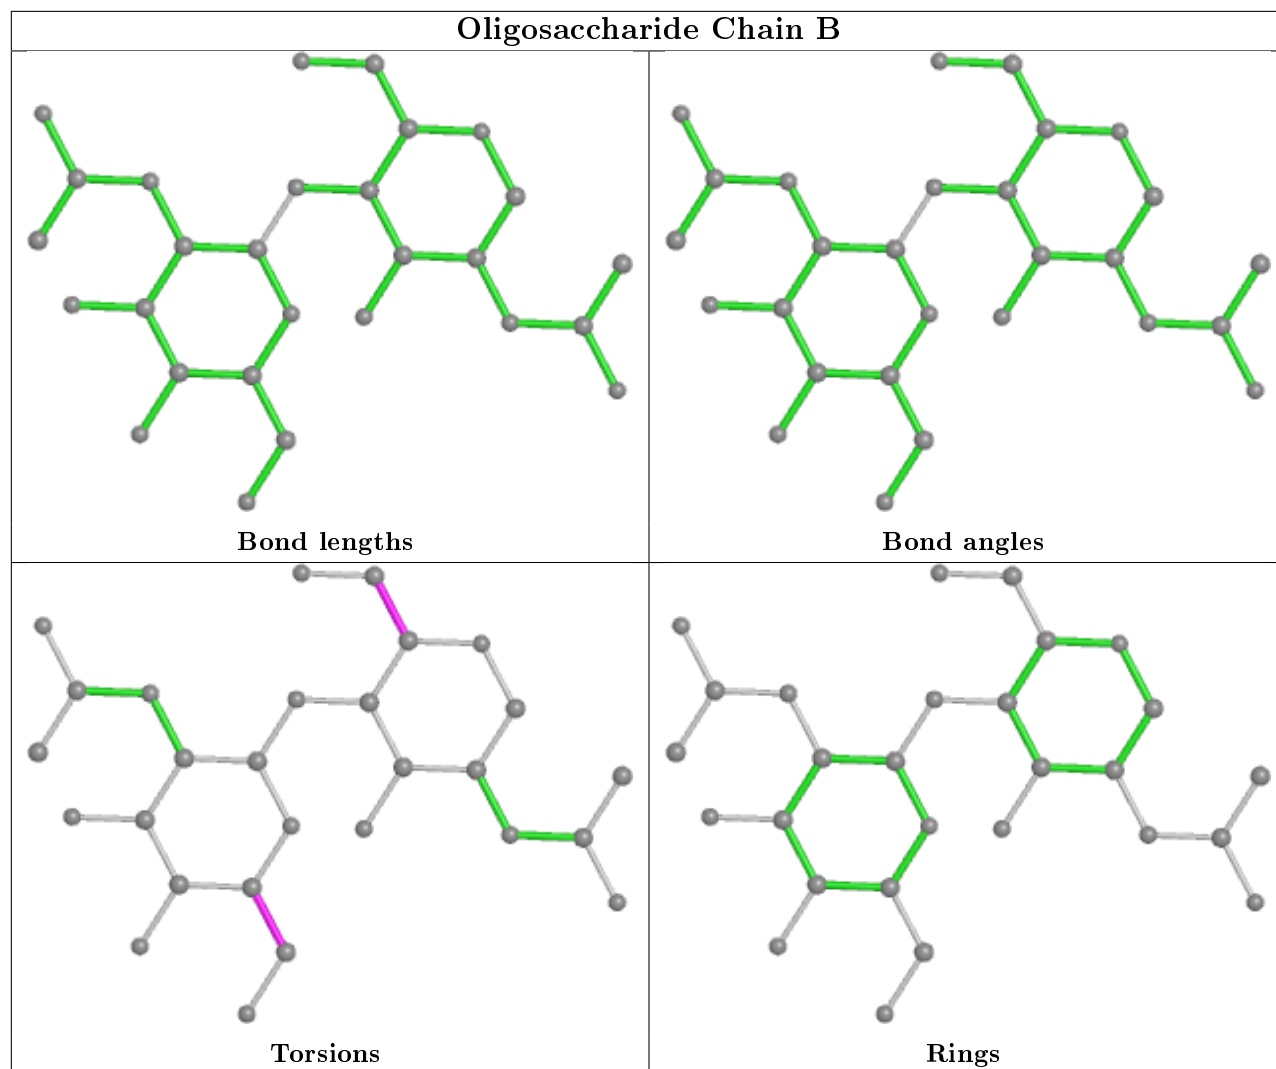 Oligosaccharide Chain B
Bond lengths
Bond angles
Torsions
Rings